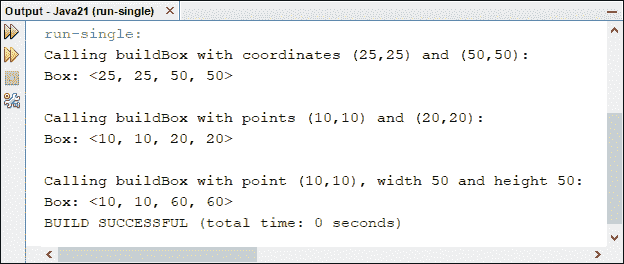 Output - Java21 (run-single)
run-single:
Calling buildBox with coordinates (25,25) and (50,50):
Box: <25, 25, 50, 50>
Calling buildBox with points (10,10) and (20,20):
Box: <10, 10, 20, 20>
Calling buildBox with point (10,10), width 50 and height 50:
Box: <10, 10, 60, 60>
BUILD SUCCESSFUL (total time: 0 seconds)